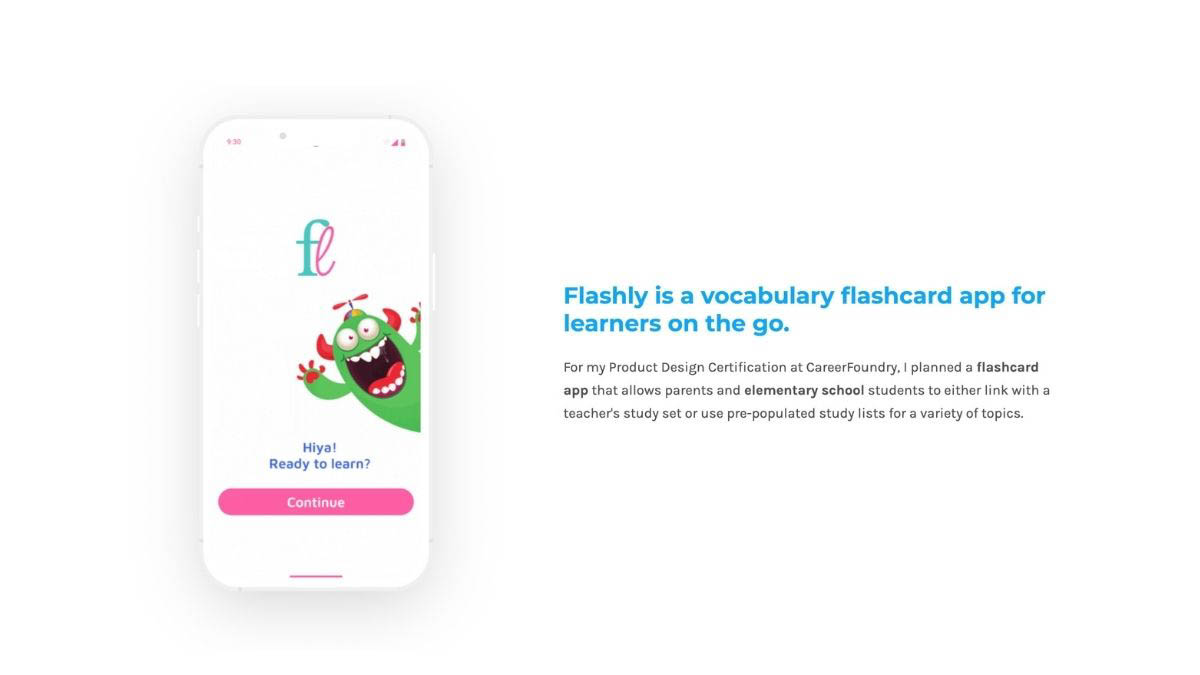 9:30
fl
Hiya!
Ready to learn?
Continue
Flashly is a vocabulary flashcard app for
learners on the go.
For my Product Design Certification at CareerFoundry, I planned a flashcard
app that allows parents and elementary school students to either link with a
teacher's study set or use pre-populated study lists for a variety of topics.